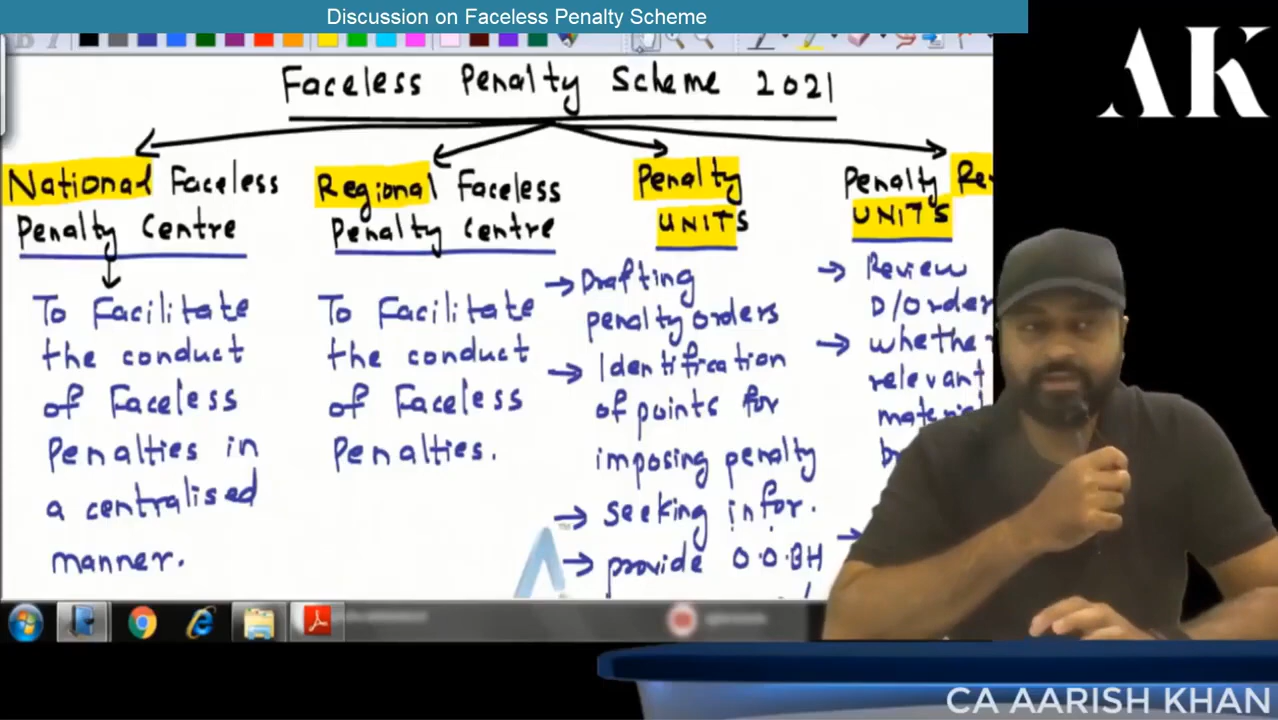 Discussion on Faceless Penalty Scheme
AK
Faceless Penalty Scheme 2021
National Faceless
Penalty Centre
To Facilitate
the conduct
of Faceless
Penalties in
a centralised
manner.
Regional Faceless
Penalty Centre
To Facilitate
the conduct
of Faceless
Penalties.
Penalty
UNITS
→ Drafting
penalty orders
→ Identification
of points for
imposing penalty
→ seeking infor.
→ provide O.O.BH
Penalty Re
UNITS
→ Review
D/Order
→ whethe
relevant
materi
b
→
CA AARISH KHAN